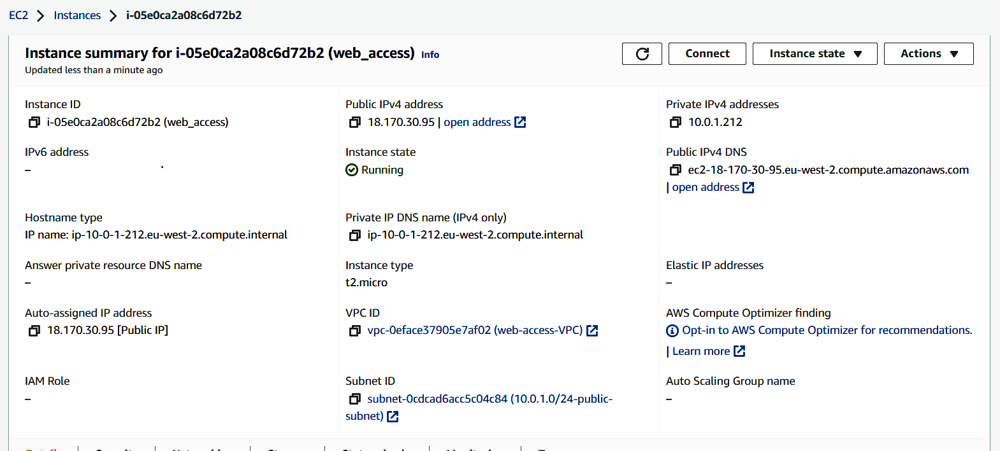 EC2 Instances i-05e0ca2a08c6d72b2
Instance summary for i-05e0ca2a08c6d72b2 (web_access) Info
Updated less than a minute ago
Connect
Instance state
Actions
Instance ID
i-05e0ca2a08c6d72b2 (web_access)
Public IPv4 address
18.170.30.95 | open address
Private IPv4 addresses
10.0.1.212
IPv6 address
–
Instance state
Running
Public IPv4 DNS
ec2-18-170-30-95.eu-west-2.compute.amazonaws.com
| open address
Hostname type
IP name: ip-10-0-1-212.eu-west-2.compute.internal
Private IP DNS name (IPv4 only)
ip-10-0-1-212.eu-west-2.compute.internal
Answer private resource DNS name
–
Instance type
t2.micro
Elastic IP addresses
–
Auto-assigned IP address
18.170.30.95 [Public IP]
VPC ID
vpc-0eface37905e7af02 (web-access-VPC)
AWS Compute Optimizer finding
Opt-in to AWS Compute Optimizer for recommendations.
| Learn more
IAM Role
–
Subnet ID
subnet-0cdcad6acc5c04c84 (10.0.1.0/24-public-
subnet)
Auto Scaling Group name
–